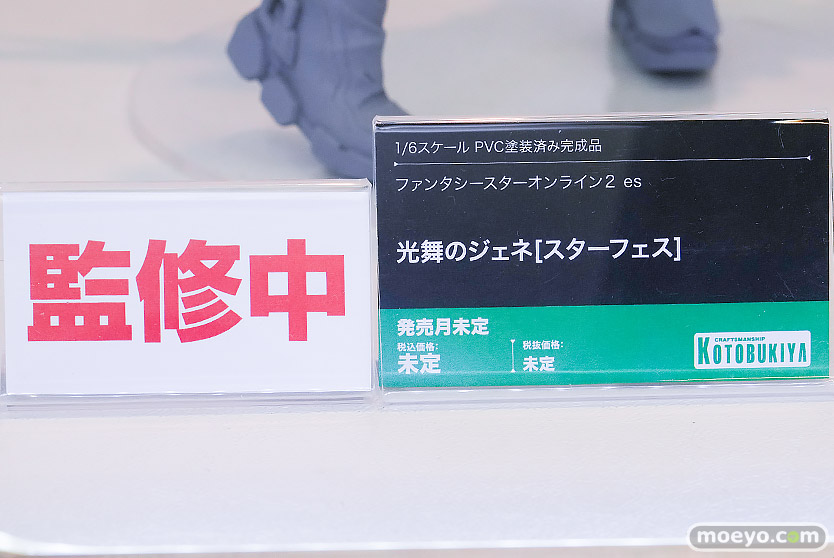 監修中
1/6スケール PVC塗装済み完成品
ファンタシースターオンライン2 es
光舞のジェネ[スターフェス]
発売月未定
税込価格:
未定
税抜価格:
未定
CRAFTSMANSHIP
KOTOBUKIYA
moeyo.com